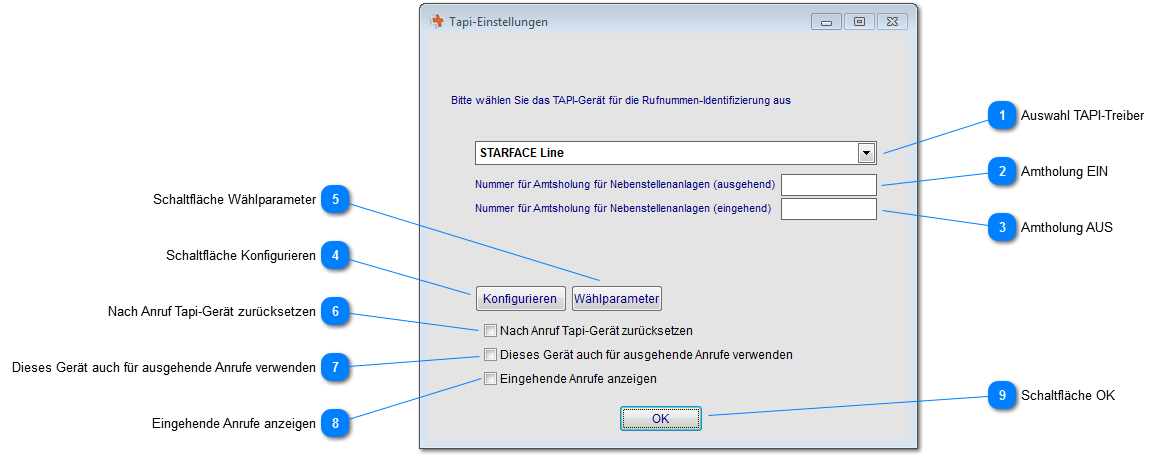 Tapi-Einstellungen
Bitte wählen Sie das TAPI-Gerät für die Rufnummen-Identifizierung aus
1 Auswahl TAPI-Treiber
STARFACE Line
2 Amtholung EIN
Nummer für Amtsholung für Nebenstellenanlagen (ausgehend)
Schaltfläche Wählparameter 5
Nummer für Amtsholung für Nebenstellenanlagen (eingehend)
3 Amtholung AUS
Schaltfläche Konfigurieren 4
Konfigurieren
Wählparameter
Nach Anruf Tapi-Gerät zurücksetzen 6
Nach Anruf Tapi-Gerät zurücksetzen
Dieses Gerät auch für ausgehende Anrufe verwenden
Dieses Gerät auch für ausgehende Anrufe verwenden 7
Eingehende Anrufe anzeigen
9 Schaltfläche OK
Eingehende Anrufe anzeigen 8
OK